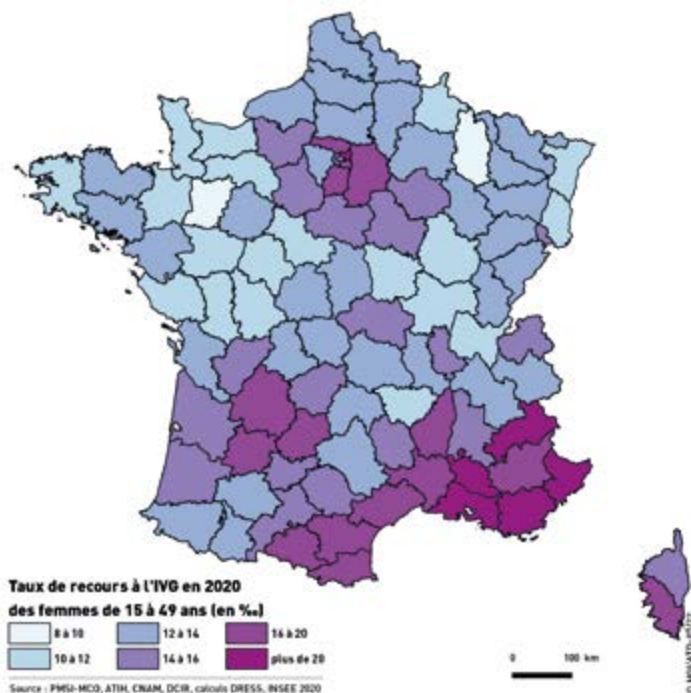 Taux de recours à l'IVG en 2020
des femmes de 15 à 49 ans (en ‰)
8 à 10
12 à 14
16 à 20
10 à 12
14 à 16
plus de 20
0 100 km
Source : PMSI-MCO, ATIH, CNAM, DCIR, calculs DRESS, INSEE 2020